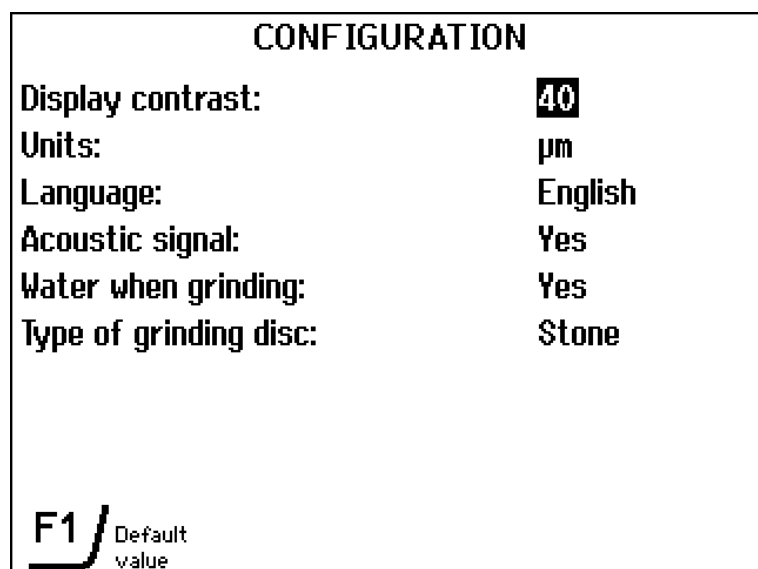 CONFIGURATION
Display contrast: 40
Units: µm
Language: English
Acoustic signal: Yes
Water when grinding: Yes
Type of grinding disc: Stone
F1 Default
value